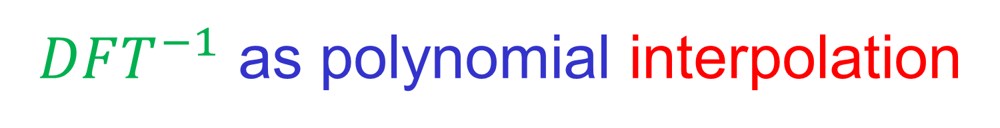 DFT⁻¹ as polynomial interpolation